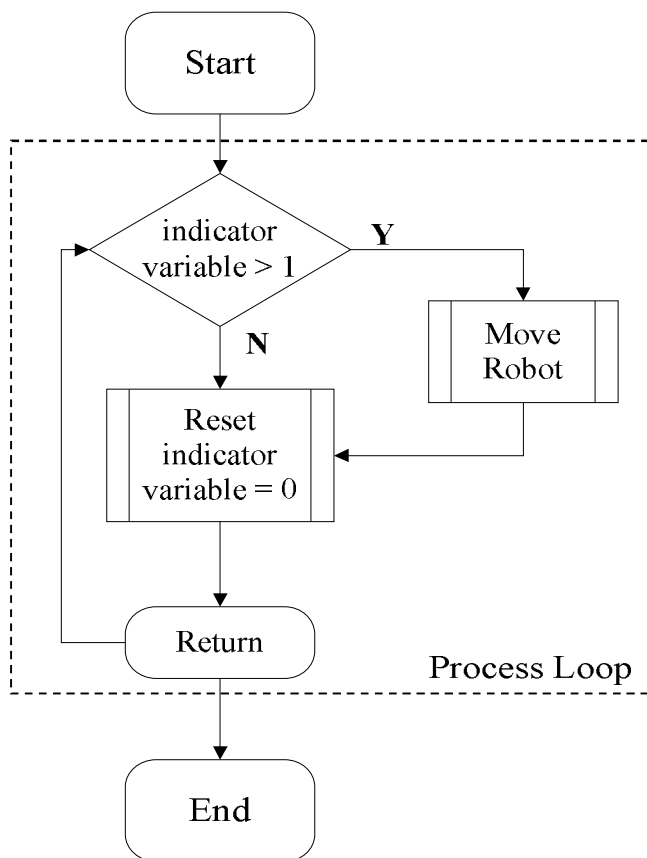 Start
indicator
variable > 1
Y
N
Move
Robot
Reset
indicator
variable = 0
Return
Process Loop
End